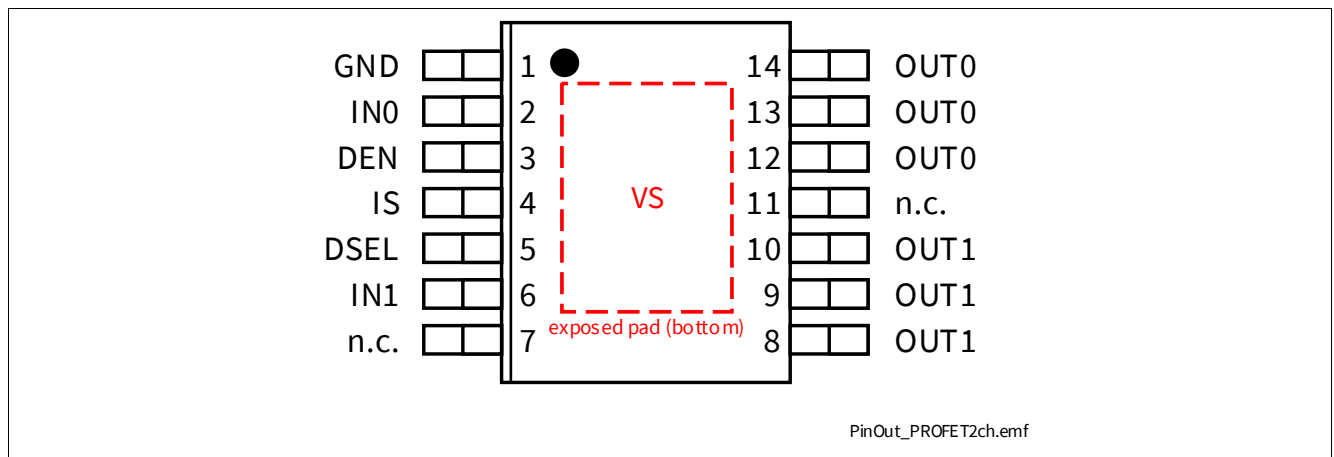 GND 1 14 OUT0
IN0 2 13 OUT0
DEN 3 12 OUT0
IS 4 VS 11 n.c.
DSEL 5 10 OUT1
IN1 6 9 OUT1
exposed pad (bottom)
n.c. 7 8 OUT1
PinOut_PROFET2ch.emf